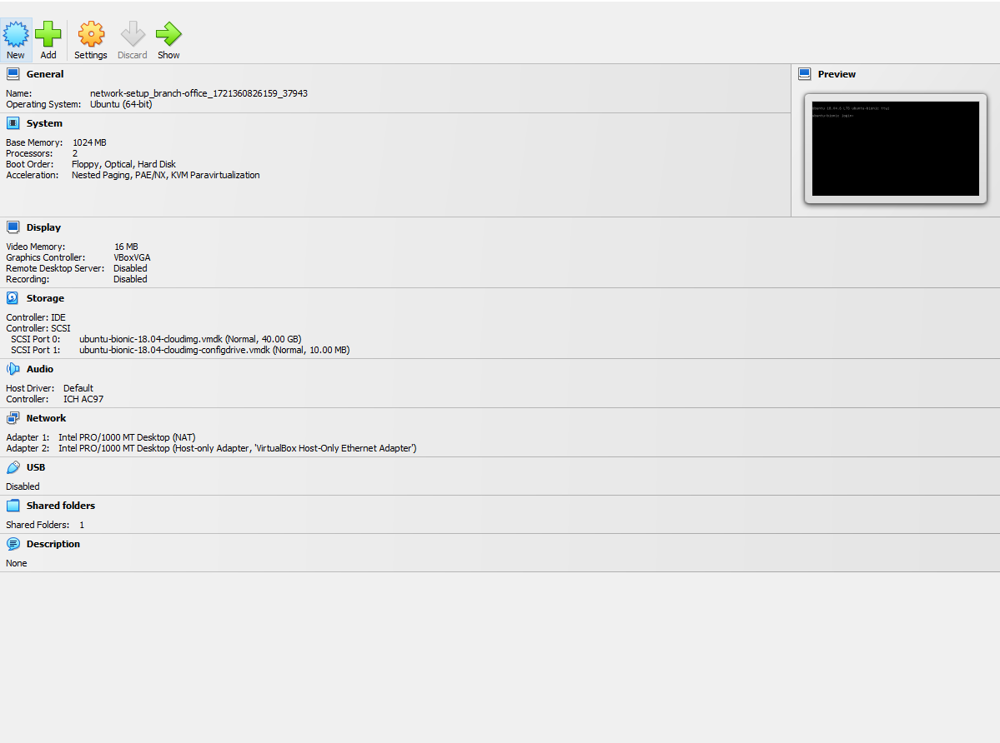 New Add Settings Discard Show
General
Name: network-setup_branch-office_1721360826159_37943
Operating System: Ubuntu (64-bit)
Preview
Ubuntu 18.04.6 LTS ubuntu-bionic tty1
ubuntu-bionic login:
System
Base Memory: 1024 MB
Processors: 2
Boot Order: Floppy, Optical, Hard Disk
Acceleration: Nested Paging, PAE/NX, KVM Paravirtualization
Display
Video Memory: 16 MB
Graphics Controller: VBoxVGA
Remote Desktop Server: Disabled
Recording: Disabled
Storage
Controller: IDE
Controller: SCSI
SCSI Port 0: ubuntu-bionic-18.04-cloudimg.vmdk (Normal, 40.00 GB)
SCSI Port 1: ubuntu-bionic-18.04-cloudimg-configdrive.vmdk (Normal, 10.00 MB)
Audio
Host Driver: Default
Controller: ICH AC97
Network
Adapter 1: Intel PRO/1000 MT Desktop (NAT)
Adapter 2: Intel PRO/1000 MT Desktop (Host-only Adapter, 'VirtualBox Host-Only Ethernet Adapter')
USB
Disabled
Shared folders
Shared Folders: 1
Description
None